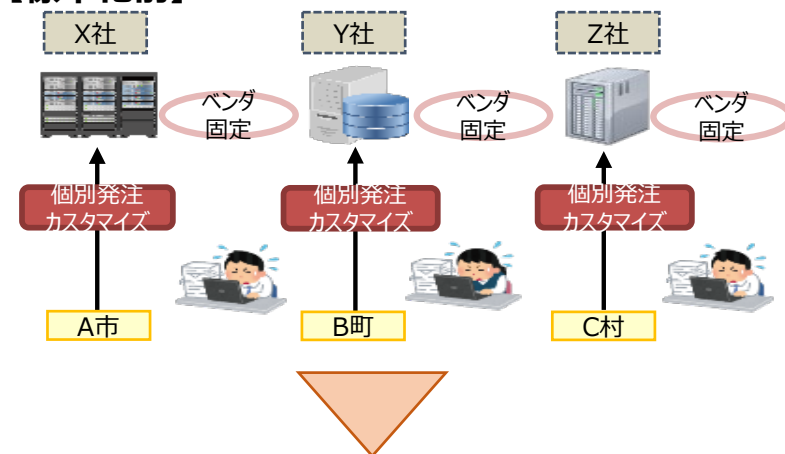 X社
Y社
Z社
ベンダ
固定
ベンダ
固定
ベンダ
固定
個別発注
カスタマイズ
個別発注
カスタマイズ
個別発注
カスタマイズ
A市
B町
C村